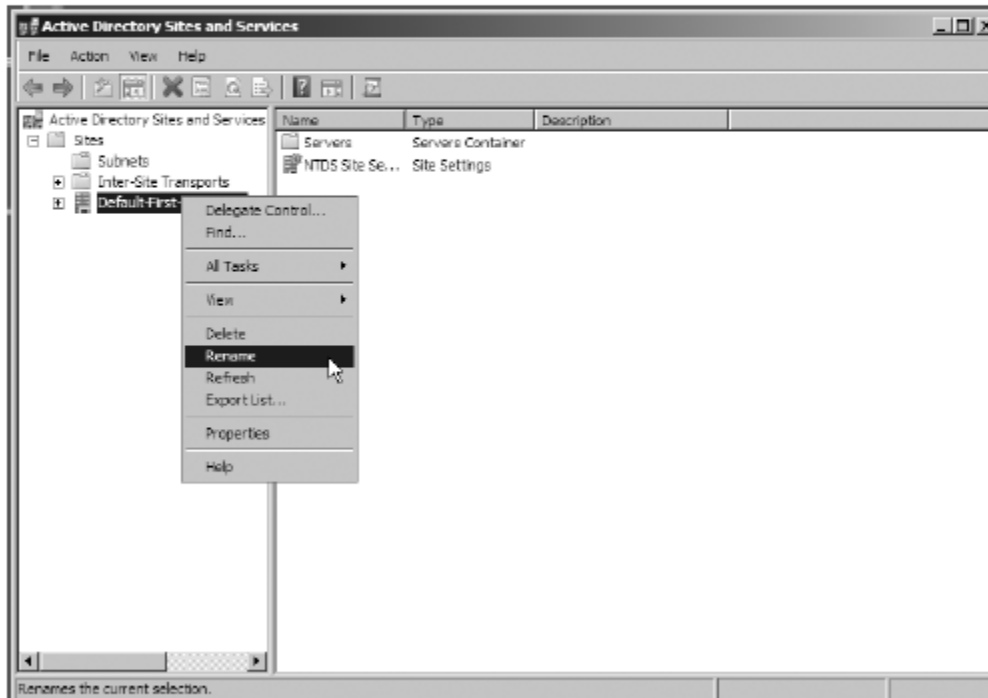 Active Directory Sites and Services
File Action View Help
Active Directory Sites and Services
Name Type Description
Sites
Servers Servers Container
Subnets
NTDS Site Se... Site Settings
Inter-Site Transports
Default-First-
Delegate Control...
Find...
All Tasks
View
Delete
Rename
Refresh
Export List...
Properties
Help
Renames the current selection.